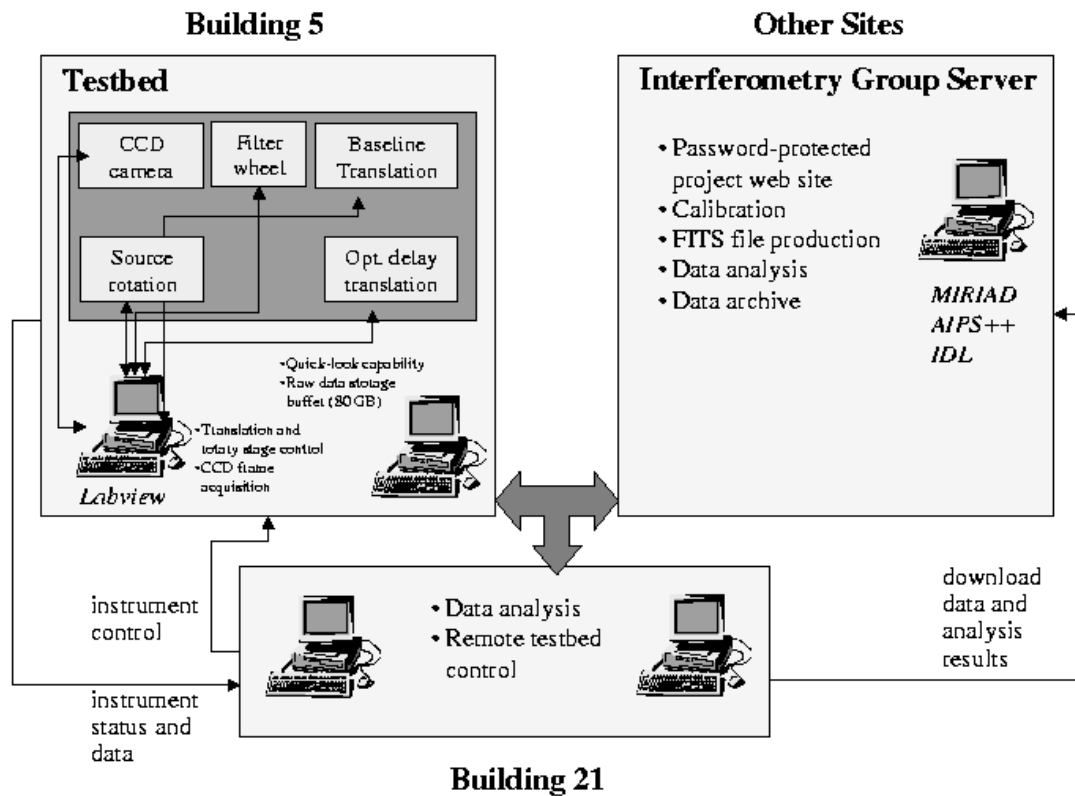 Building 5
Other Sites
Testbed
CCD
camera
Filter
wheel
Baseline
Translation
Source
rotation
Opt. delay
translation
•Quick-look capability
•Raw data storage
buffet (80GB)
•Translation and
rotary stage control
•CCD frame
acquisition
Labview
Interferometry Group Server
• Password-protected
project web site
• Calibration
• FITS file production
• Data analysis
• Data archive
MIRIAD
AIPS++
IDL
instrument
control
instrument
status and
data
• Data analysis
• Remote testbed
control
download
data and
analysis
results
Building 21